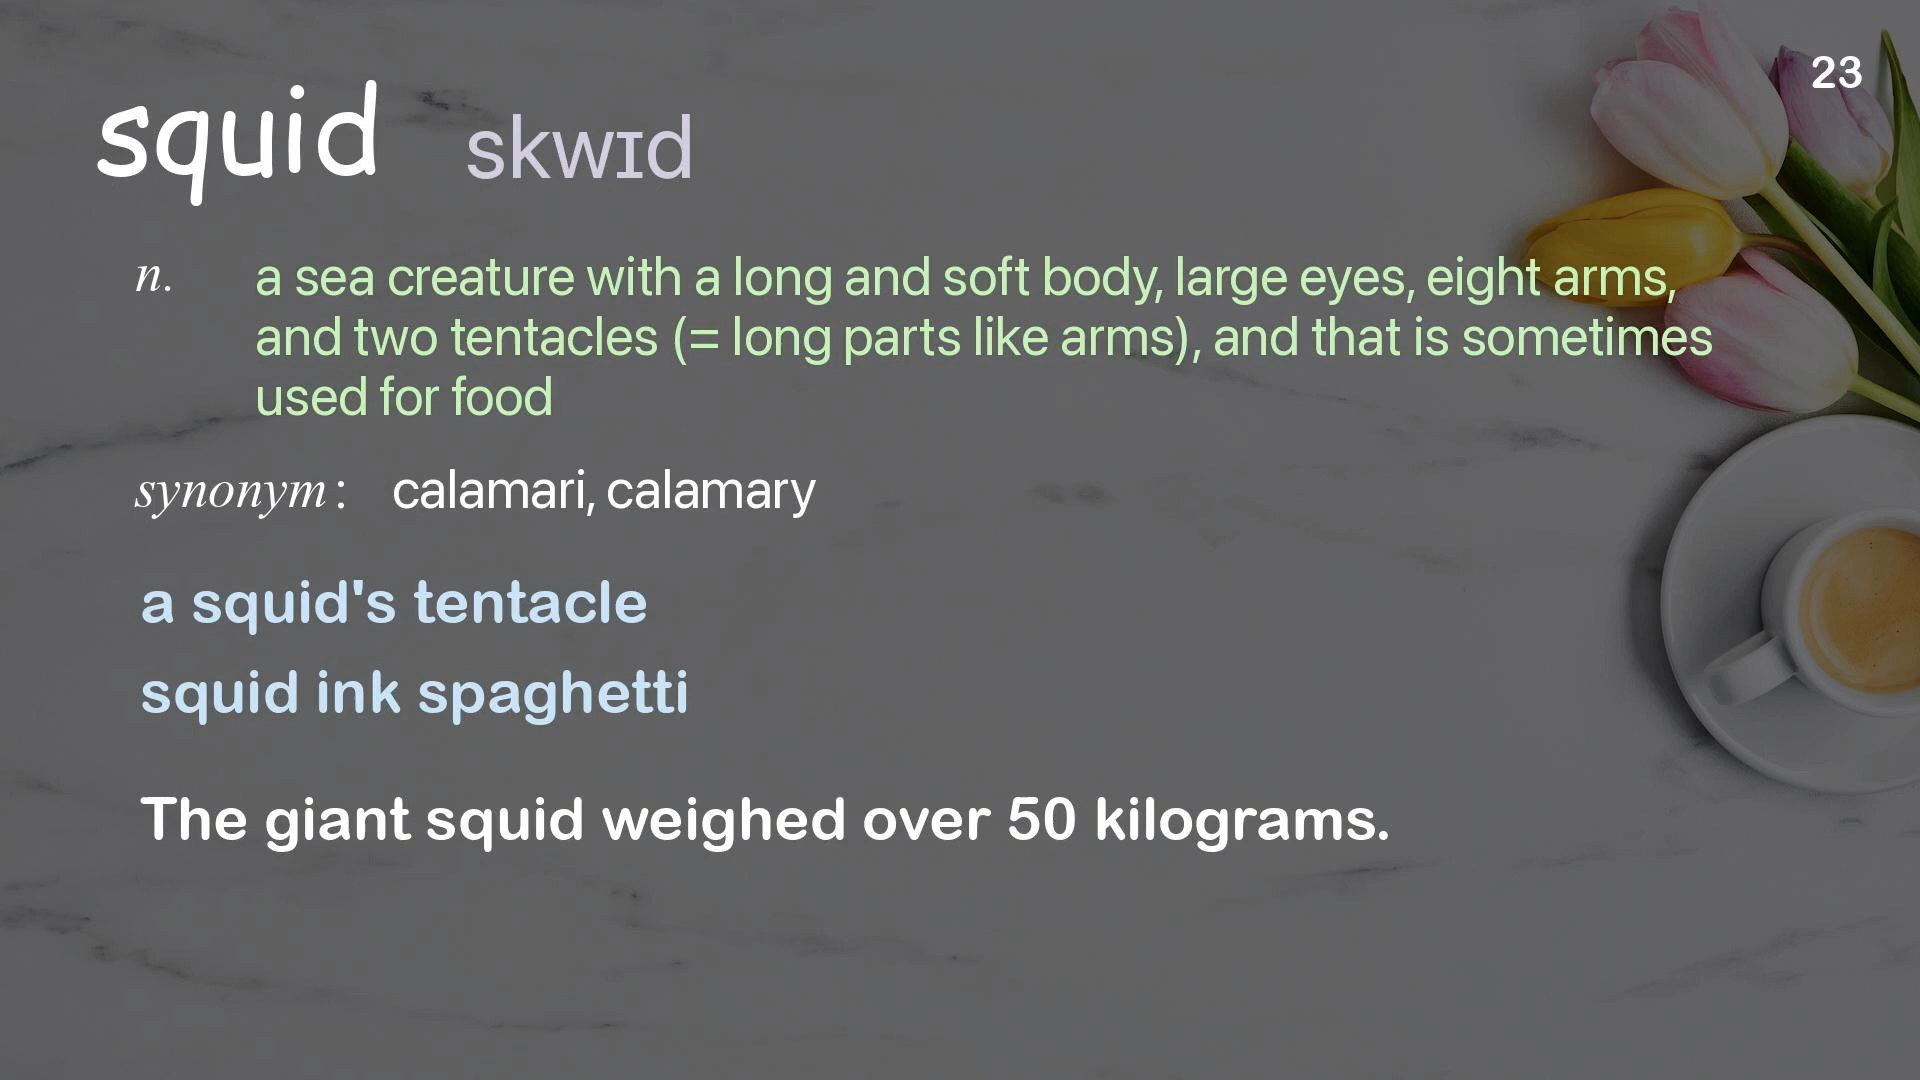 23
squid skwɪd
n. a sea creature with a long and soft body, large eyes, eight arms,
and two tentacles (= long parts like arms), and that is sometimes
used for food
synonym: calamari, calamary
a squid's tentacle
squid ink spaghetti
The giant squid weighed over 50 kilograms.